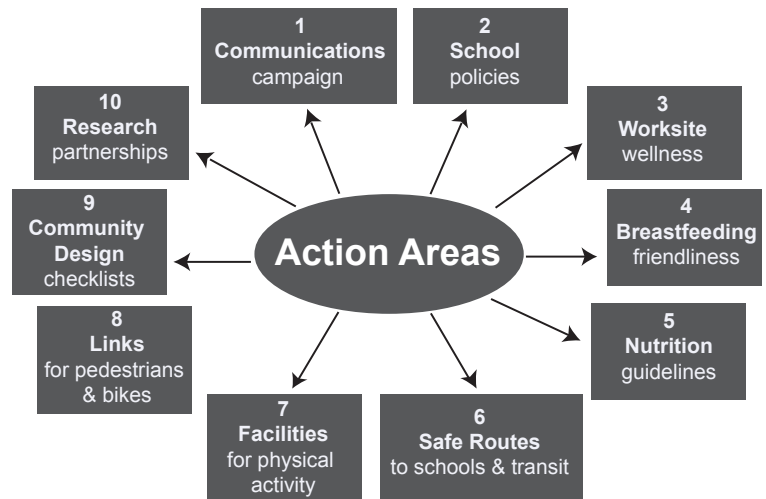 1
Communications
campaign
2
School
policies
3
Worksite
wellness
4
Breastfeeding
friendliness
5
Nutrition
guidelines
6
Safe Routes
to schools & transit
7
Facilities
for physical
activity
8
Links
for pedestrians
& bikes
9
Community
Design
checklists
10
Research
partnerships
Action Areas